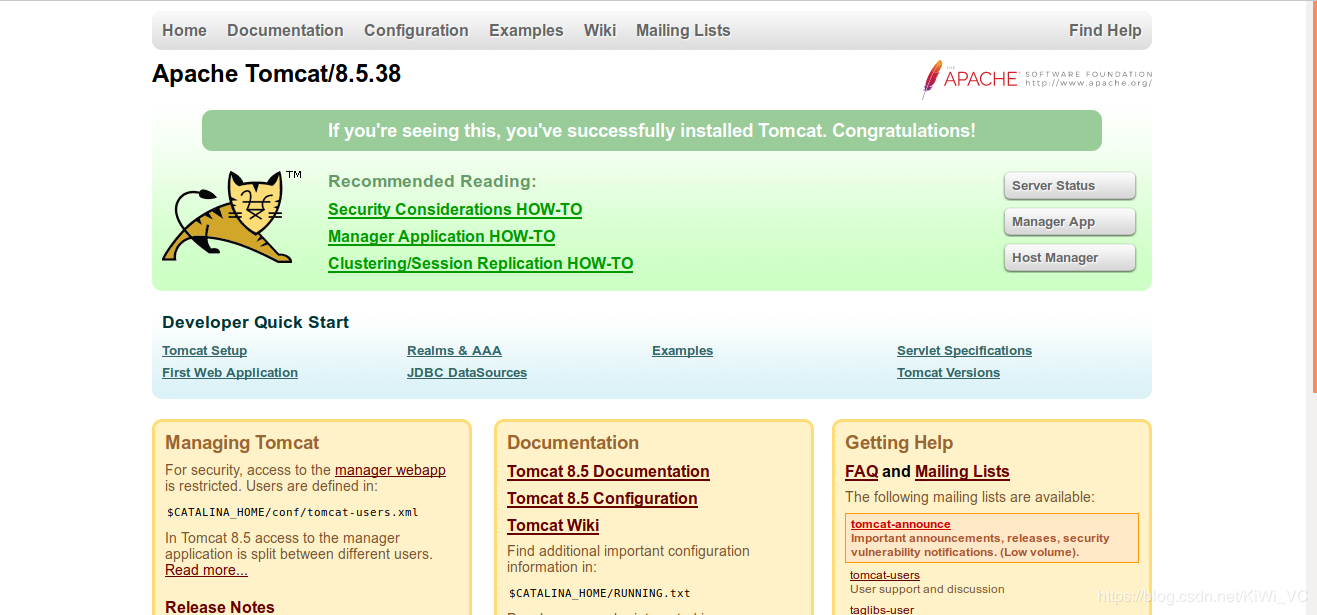 Home Documentation Configuration Examples Wiki Mailing Lists Find Help
Apache Tomcat/8.5.38
THE
APACHE SOFTWARE FOUNDATION
http://www.apache.org/
If you're seeing this, you've successfully installed Tomcat. Congratulations!
TM
Recommended Reading:
Security Considerations HOW-TO
Manager Application HOW-TO
Clustering/Session Replication HOW-TO
Server Status
Manager App
Host Manager
Developer Quick Start
Tomcat Setup
First Web Application
Realms & AAA
JDBC DataSources
Examples
Servlet Specifications
Tomcat Versions
Managing Tomcat
For security, access to the manager webapp
is restricted. Users are defined in:
$CATALINA_HOME/conf/tomcat-users.xml
In Tomcat 8.5 access to the manager
application is split between different users.
Read more...
Release Notes
Documentation
Tomcat 8.5 Documentation
Tomcat 8.5 Configuration
Tomcat Wiki
Find additional important configuration
information in:
$CATALINA_HOME/RUNNING.txt
Getting Help
FAQ and Mailing Lists
The following mailing lists are available:
tomcat-announce
Important announcements, releases, security
vulnerability notifications. (Low volume).
tomcat-users
User support and discussion
taglibs-user
https://blog.csdn.net/KiWi_VC